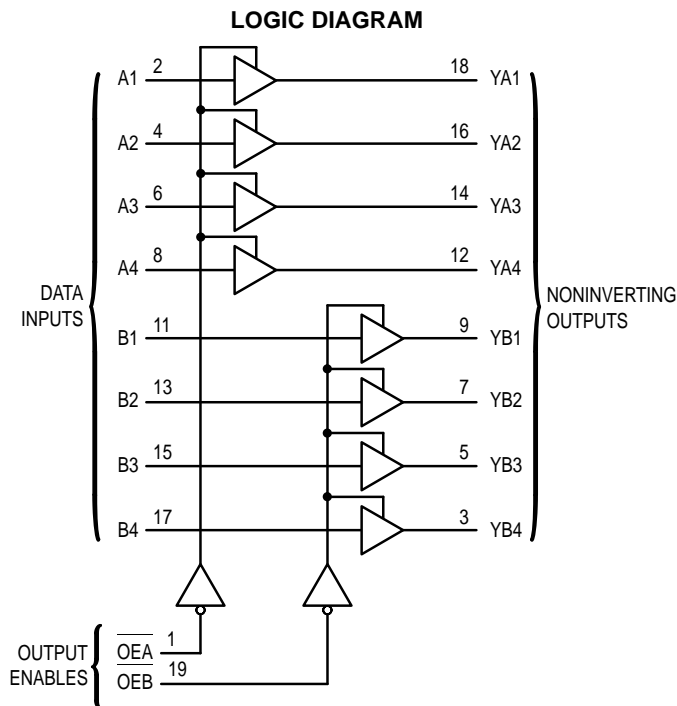 LOGIC DIAGRAM
A1 2 18 YA1
A2 4 16 YA2
A3 6 14 YA3
A4 8 12 YA4
DATA
INPUTS
NONINVERTING
OUTPUTS
B1 11 9 YB1
B2 13 7 YB2
B3 15 5 YB3
B4 17 3 YB4
OUTPUT
ENABLES
O̅E̅A̅ 1
O̅E̅B̅ 19